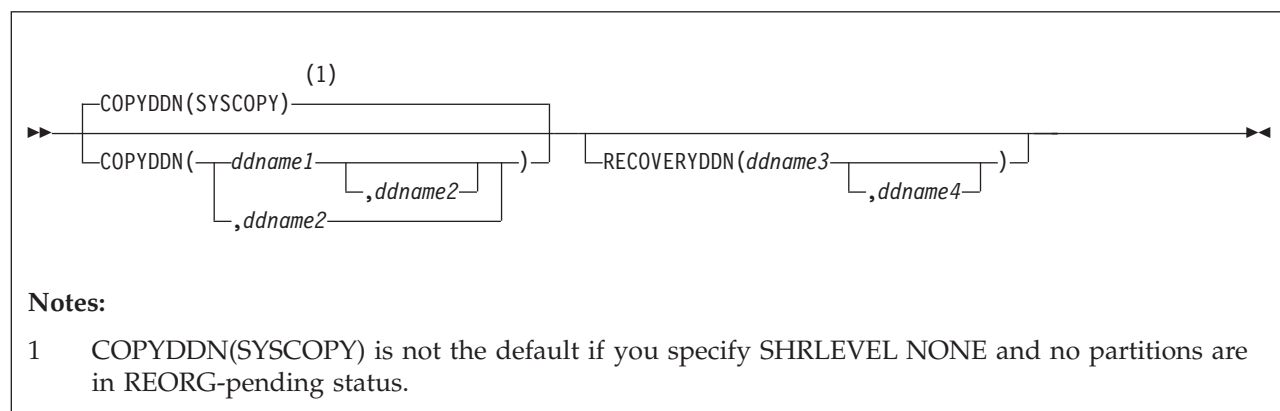 (1)
COPYDDN(SYSCOPY)
COPYDDN( ddname1 ,ddname2 )
,ddname2
RECOVERYDDN(ddname3 ,ddname4 )
Notes:
1 COPYDDN(SYSCOPY) is not the default if you specify SHRLEVEL NONE and no partitions are
in REORG-pending status.